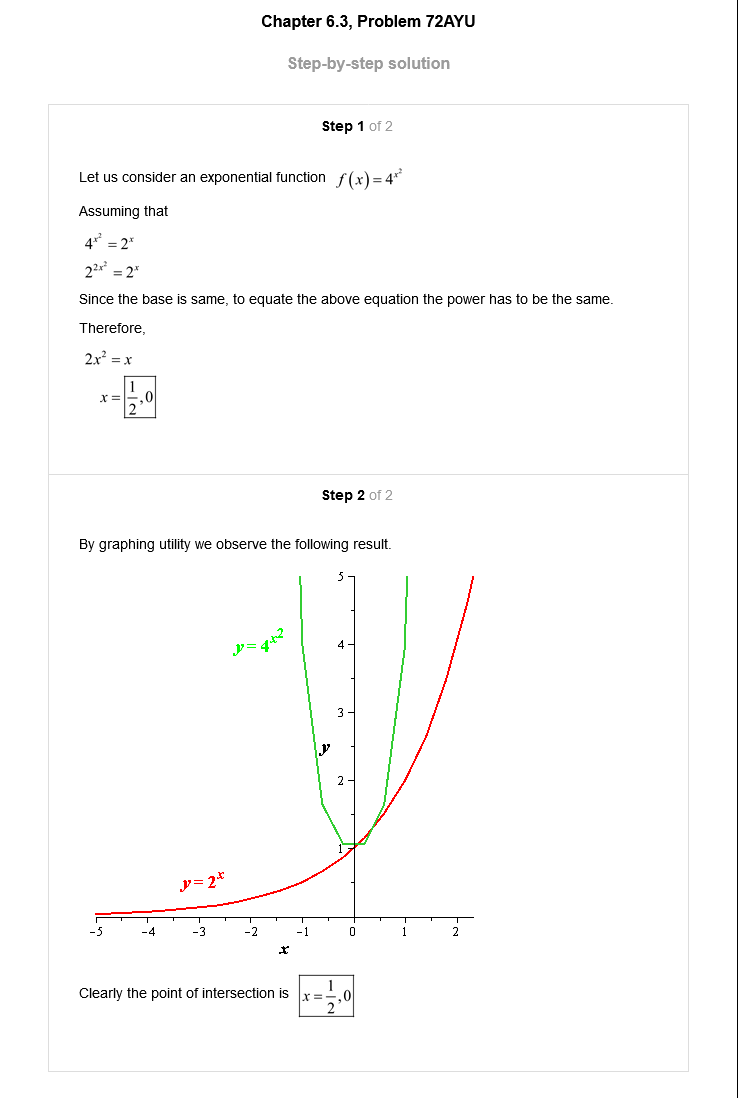 Chapter 6.3, Problem 72AYU
Step-by-step solution
Step 1 of 2
Let us consider an exponential function f(x) = 4^{x^2}
Assuming that
4^{x^2} = 2^x
2^{2x^2} = 2^x
Since the base is same, to equate the above equation the power has to be the same.
Therefore,
2x^2 = x
x = 1/2, 0
Step 2 of 2
By graphing utility we observe the following result.
5
y = 4^{x^2}
4
3
y
2
1
y = 2^x
-5 -4 -3 -2 -1 0 1 2
x
Clearly the point of intersection is x = 1/2, 0